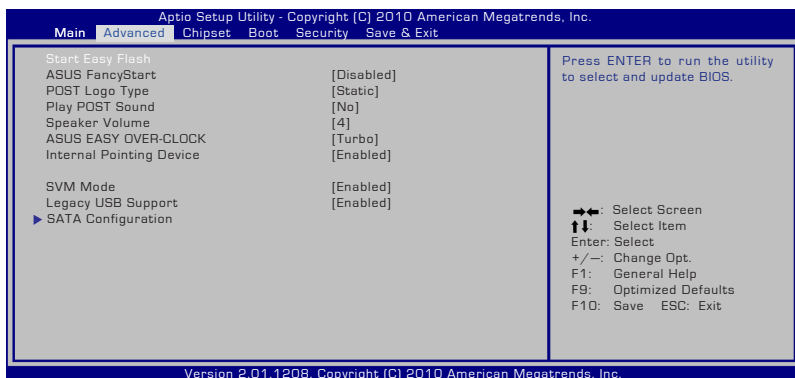 Aptio Setup Utility - Copyright (C) 2010 American Megatrends, Inc.
Main Advanced Chipset Boot Security Save & Exit
Start Easy Flash
ASUS FancyStart [Disabled]
POST Logo Type [Static]
Play POST Sound [No]
Speaker Volume [4]
ASUS EASY OVER-CLOCK [Turbo]
Internal Pointing Device [Enabled]
SVM Mode [Enabled]
Legacy USB Support [Enabled]
SATA Configuration
Press ENTER to run the utility
to select and update BIOS.
→←: Select Screen
↑↓: Select Item
Enter: Select
+/—: Change Opt.
F1: General Help
F9: Optimized Defaults
F10: Save ESC: Exit
Version 2.01.1208. Copyright (C) 2010 American Megatrends, Inc.